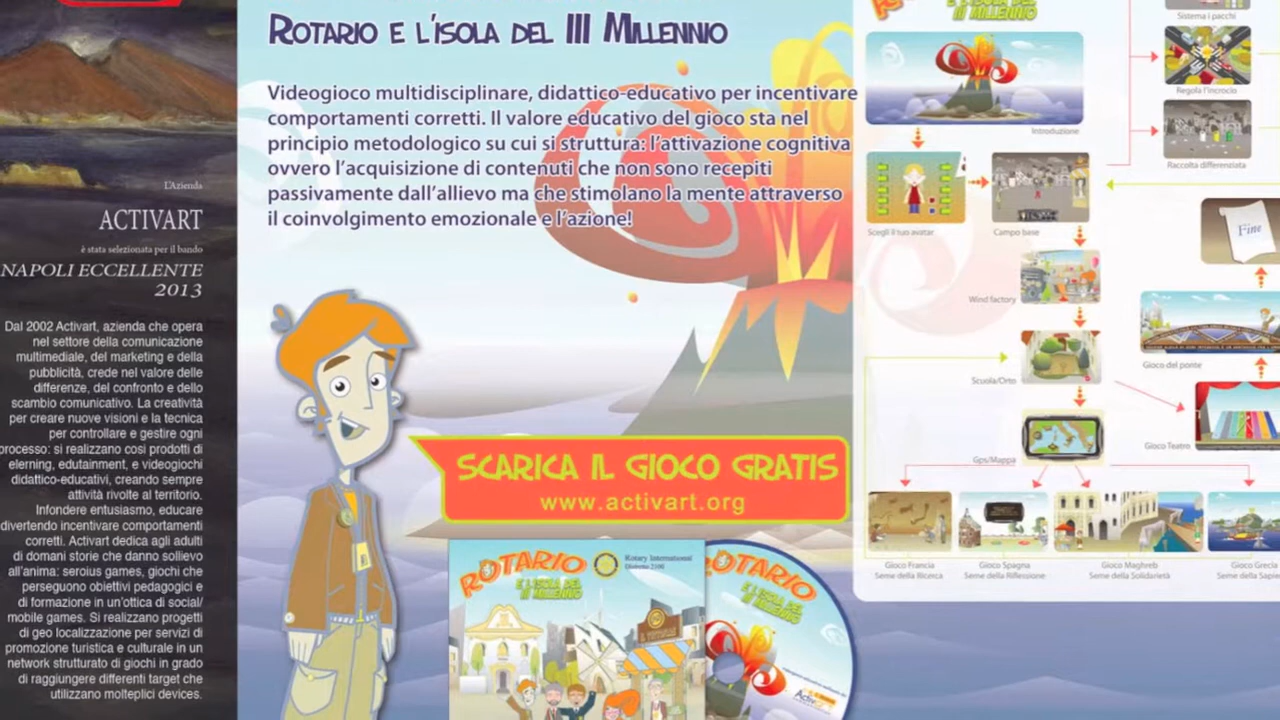 L'Azienda
ACTIVART
è stata selezionata per il bando
NAPOLI ECCELLENTE
2013
Dal 2002 Activart, azienda che opera
nel settore della comunicazione
multimediale, del marketing e della
pubblicità, crede nel valore delle
differenze, del confronto e dello
scambio comunicativo. La creatività
per creare nuove visioni e la tecnica
per controllare e gestire ogni
processo: si realizzano così prodotti di
elerning, edutainment, e videogiochi
didattico-educativi, creando sempre
attività rivolte al territorio.
Infondere entusiasmo, educare
divertendo incentivare comportamenti
corretti. Activart dedica agli adulti
di domani storie che danno sollievo
all'anima; seroius games, giochi che
perseguono obiettivi pedagogici e
di formazione in un'ottica di social/
mobile games. Si realizzano progetti
di geo localizzazione per servizi di
promozione turistica e culturale in un
network strutturato di giochi in grado
di raggiungere differenti target che
utilizzano molteplici devices.
ROTARIO E L'ISOLA DEL III MILLENNIO
Videogioco multidisciplinare, didattico-educativo per incentivare
comportamenti corretti. Il valore educativo del gioco sta nel
principio metodologico su cui si struttura: l'attivazione cognitiva
ovvero l'acquisizione di contenuti che non sono recepiti
passivamente dall'allievo ma che stimolano la mente attraverso
il coinvolgimento emozionale e l'azione!
SCARICA IL GIOCO GRATIS
www.activart.org
ROTARIO
E L'ISOLA DEL
III MILLENNIO
Rotary International
Distretto 2100
ROTARIO
E L'ISOLA DEL
III MILLENNIO
Activ
E L'ISOLA DEL
III MILLENNIO
Introduzione
Scegli il tuo avatar
Campo base
Wind factory
Scuola/Orto
Gps/Mappa
Sistema i pacchi
Regola l'incrocio
Raccolta differenziata
Fine
Gioco del ponte
Gioco Teatro
Gioco Francia
Seme della Ricerca
Gioco Spagna
Seme della Riflessione
Gioco Maghreb
Seme della Solidarietà
Gioco Grecia
Seme della